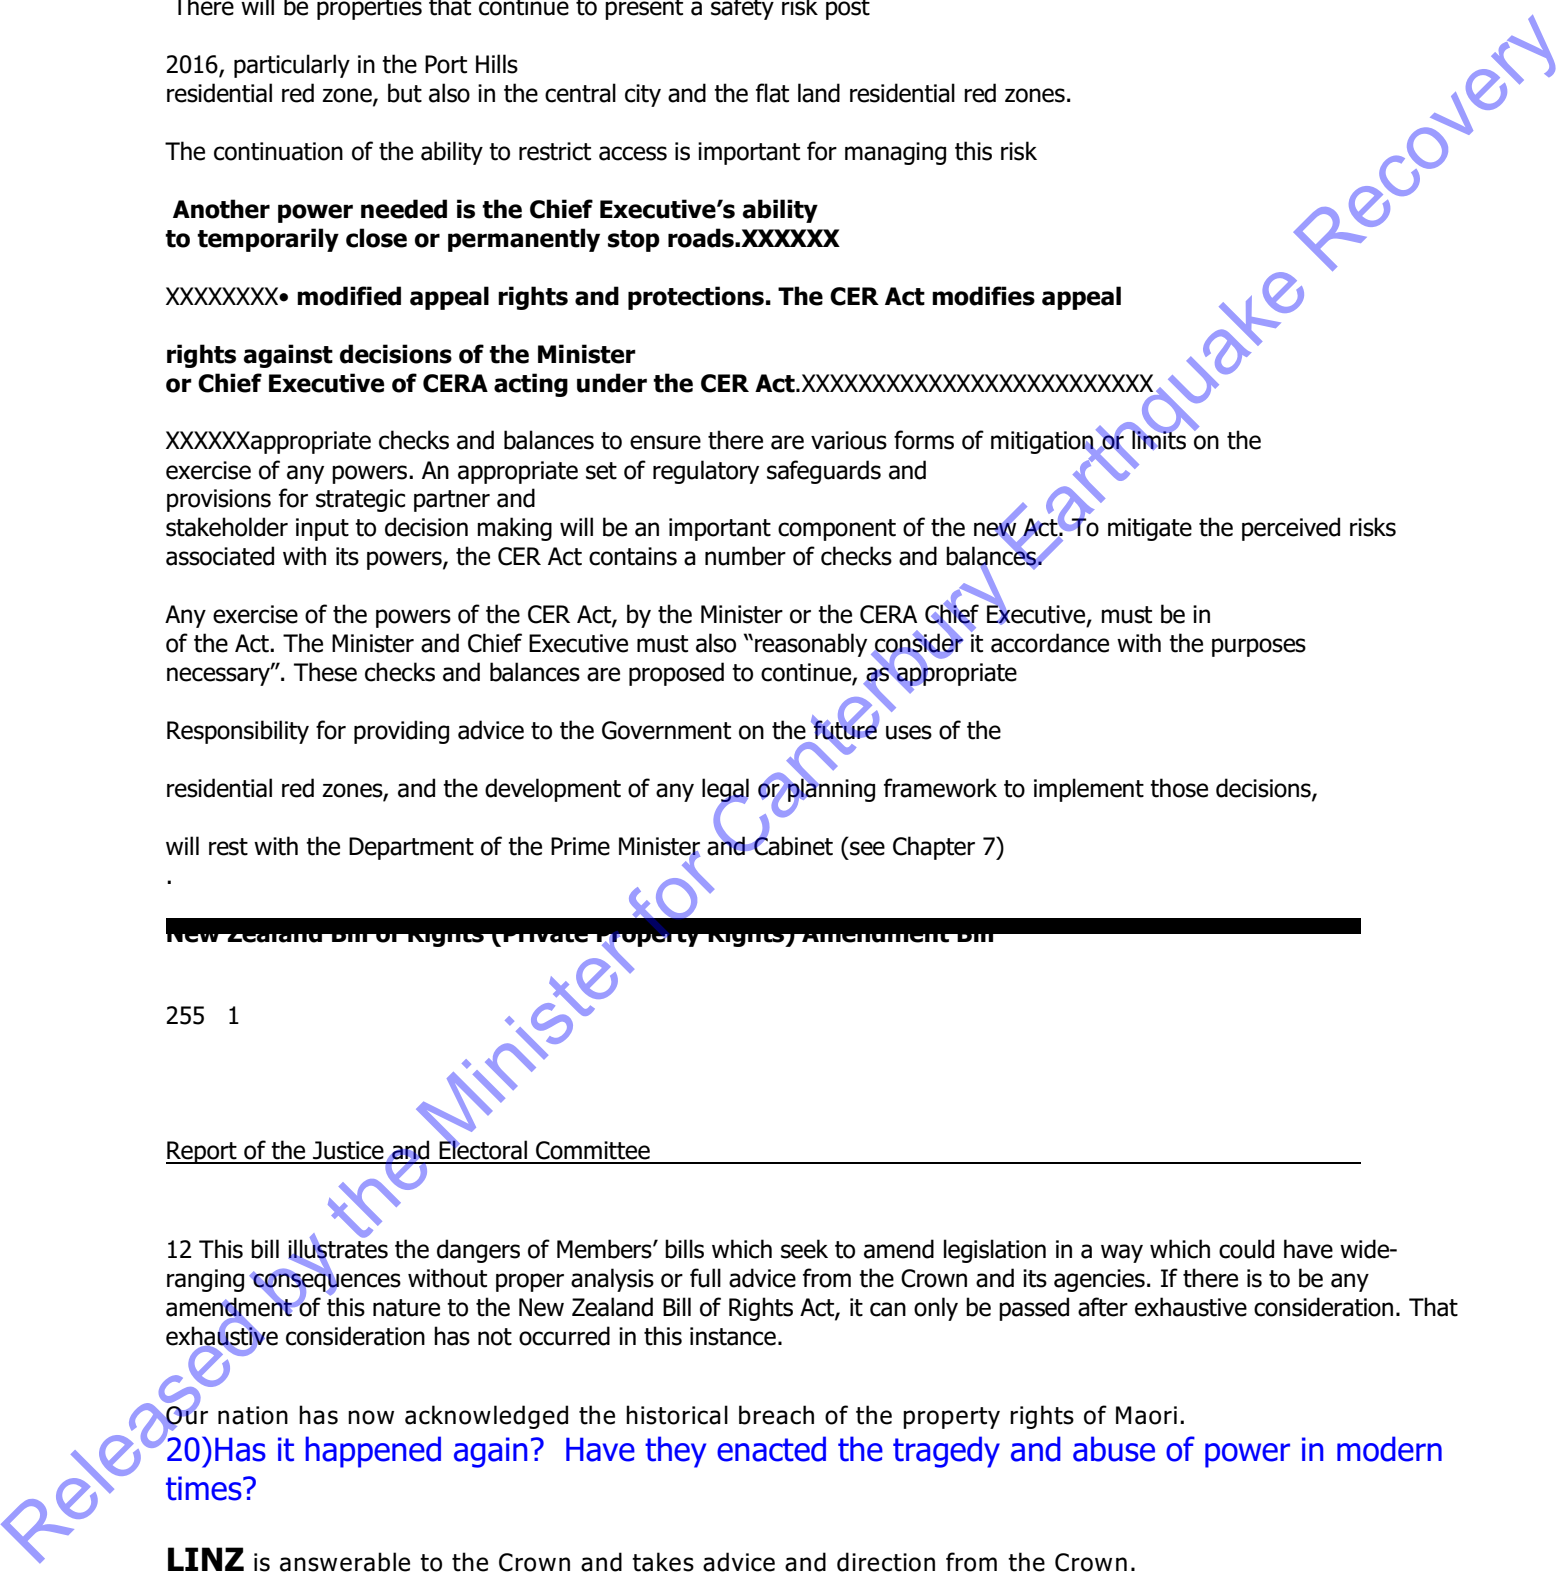 There will be properties that continue to present a safety risk post
2016, particularly in the Port Hills
residential red zone, but also in the central city and the flat land residential red zones.
The continuation of the ability to restrict access is important for managing this risk
Another power needed is the Chief Executive’s ability
to temporarily close or permanently stop roads.XXXXXX
XXXXXXXX• modified appeal rights and protections. The CER Act modifies appeal
rights against decisions of the Minister
or Chief Executive of CERA acting under the CER Act.XXXXXXXXXXXXXXXXXXXXXXXXX
XXXXXXappropriate checks and balances to ensure there are various forms of mitigation or limits on the
exercise of any powers. An appropriate set of regulatory safeguards and
provisions for strategic partner and
stakeholder input to decision making will be an important component of the new Act. To mitigate the perceived risks
associated with its powers, the CER Act contains a number of checks and balances.
Any exercise of the powers of the CER Act, by the Minister or the CERA Chief Executive, must be in
of the Act. The Minister and Chief Executive must also “reasonably consider it accordance with the purposes
necessary”. These checks and balances are proposed to continue, as appropriate
Responsibility for providing advice to the Government on the future uses of the
residential red zones, and the development of any legal or planning framework to implement those decisions,
will rest with the Department of the Prime Minister and Cabinet (see Chapter 7)
.
New Zealand Bill of Rights (Private Property Rights) Amendment Bill
255 1
Report of the Justice and Electoral Committee
12 This bill illustrates the dangers of Members’ bills which seek to amend legislation in a way which could have wide-
ranging consequences without proper analysis or full advice from the Crown and its agencies. If there is to be any
amendment of this nature to the New Zealand Bill of Rights Act, it can only be passed after exhaustive consideration. That
exhaustive consideration has not occurred in this instance.
Our nation has now acknowledged the historical breach of the property rights of Maori.
20)Has it happened again? Have they enacted the tragedy and abuse of power in modern
times?
LINZ is answerable to the Crown and takes advice and direction from the Crown.
Released by the Minister for Canterbury Earthquake Recovery